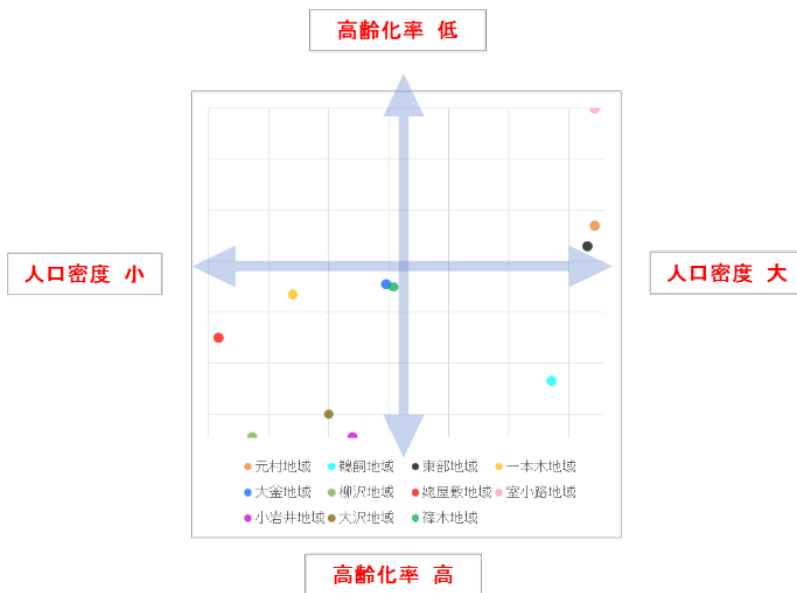 高齢化率 低
人口密度 小
人口密度 大
元村地域 鵜飼地域 東部地域 一本木地域
大釜地域 柳沢地域 姥屋敷地域 室小路地域
小岩井地域 大沢地域 篠木地域
高齢化率 高